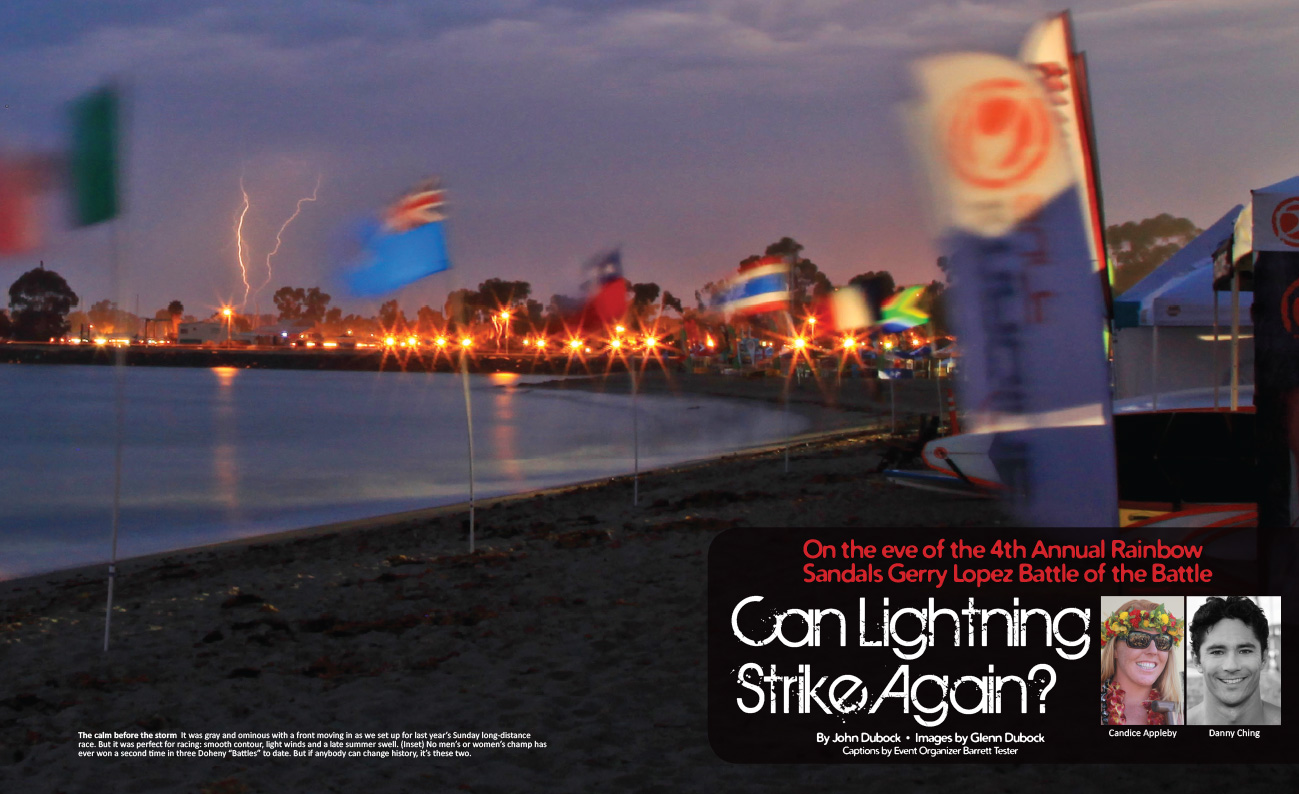 On the eve of the 4th Annual Rainbow
Sandals Gerry Lopez Battle of the Battle
Can Lightning
Strike Again?
By John Dubock • Images by Glenn Dubock
Captions by Event Organizer Barrett Tester
Candice Appleby
Danny Ching
The calm before the storm It was gray and ominous with a front moving in as we set up for last year's Sunday long-distance
race. But it was perfect for racing: smooth contour, light winds and a late summer swell. (Inset) No men's or women's champ has
ever won a second time in three Doheny "Battles" to date. But if anybody can change history, it's these two.